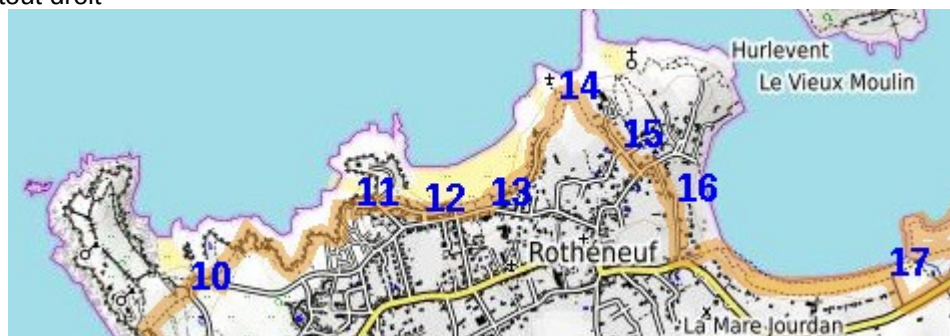 tout droit
Hurlevent
Le Vieux Moulin
14
15
11
12
13
16
Rothéneuf
17
10
La Mare Jourdan